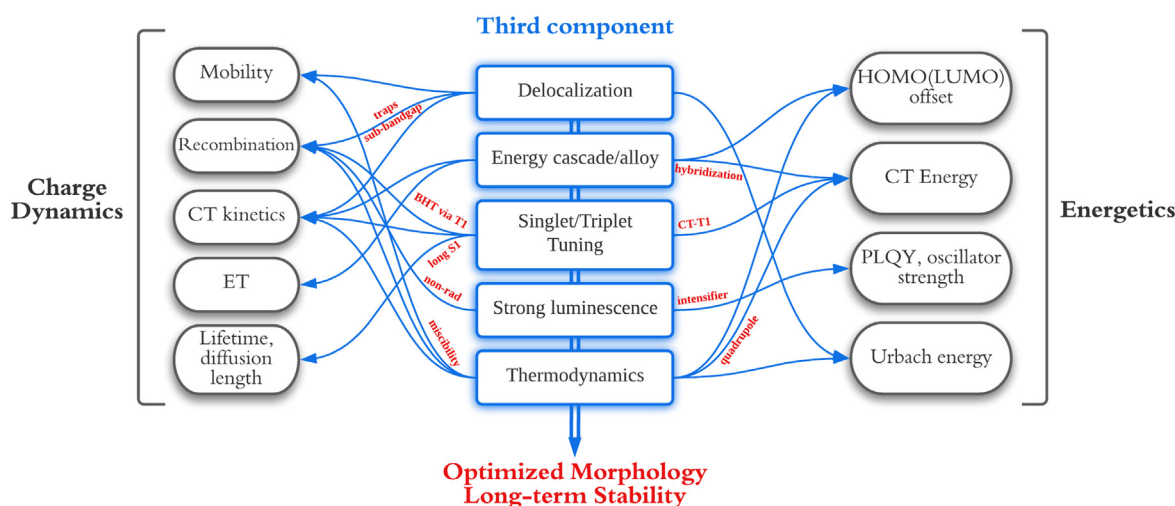 Third component
Charge
Dynamics
Mobility
Recombination
CT kinetics
ET
Lifetime,
diffusion
length
traps
sub-bandgap
BHT via T1
long S1
non-rad
miscibility
Delocalization
Energy cascade/alloy
Singlet/Triplet
Tuning
Strong luminescence
Thermodynamics
hybridization
CT-T1
intensifier
quadrupole
HOMO(LUMO)
offset
CT Energy
PLQY, oscillator
strength
Urbach energy
Energetics
Optimized Morphology
Long-term Stability